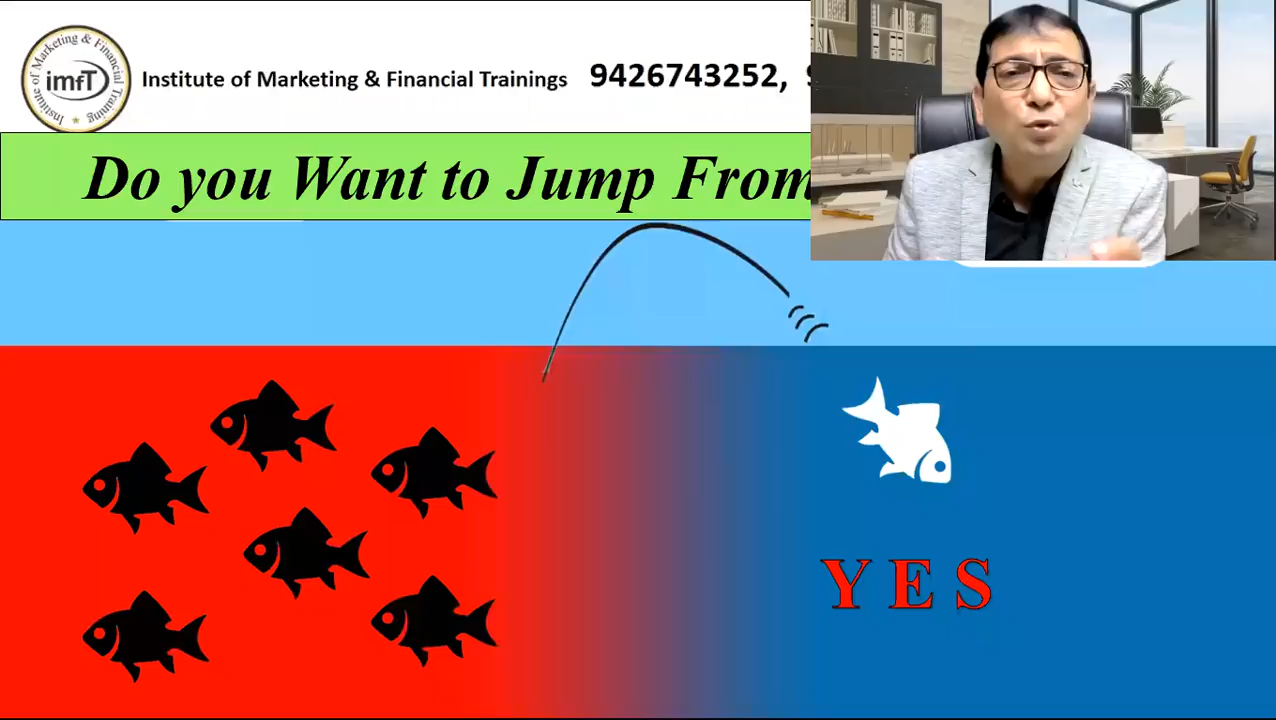 Institute of Marketing & Financial Training
imfT
Institute of Marketing & Financial Trainings 9426743252,
Do you Want to Jump From
YES